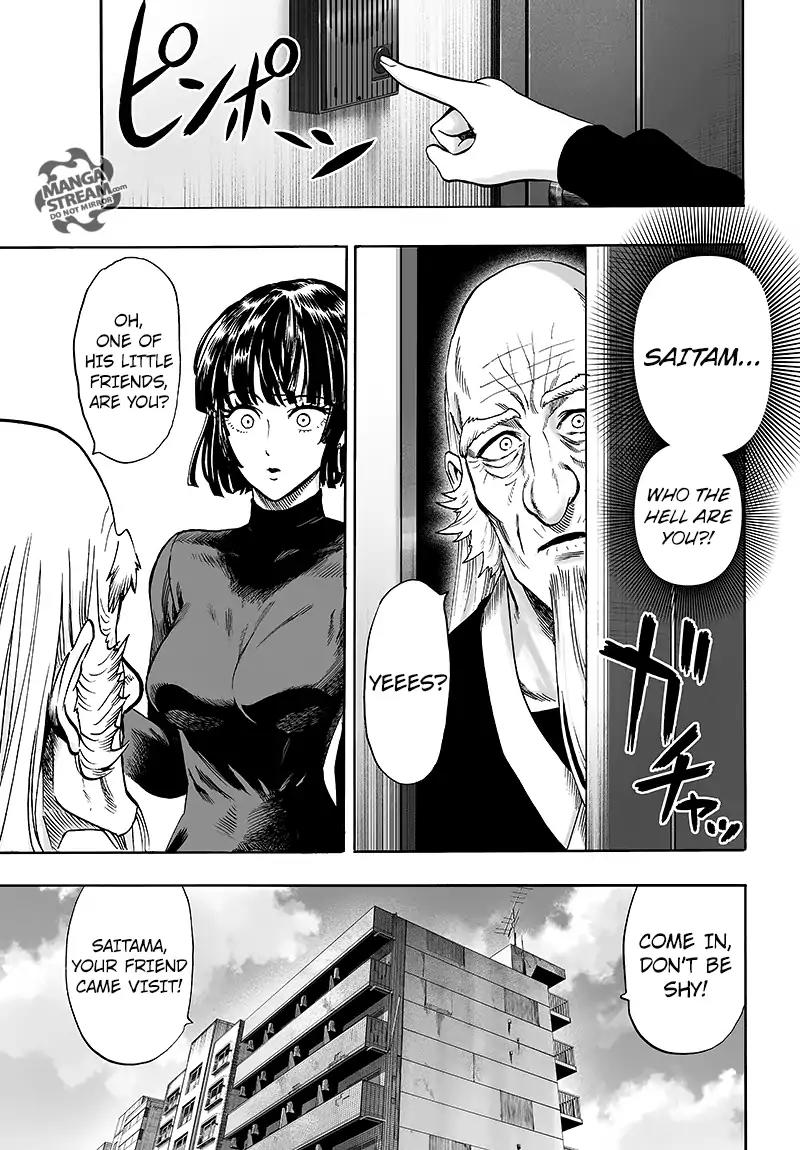 ピンポーン
MANGA
STREAM.com
DO NOT MIRROR!
SAITAM...
WHO THE
HELL ARE
YOU?!
ガチャッ
YEEES?
OH,
ONE OF
HIS LITTLE
FRIENDS,
ARE YOU?
COME IN,
DON'T BE
SHY!
SAITAMA,
YOUR FRIEND
CAME VISIT!